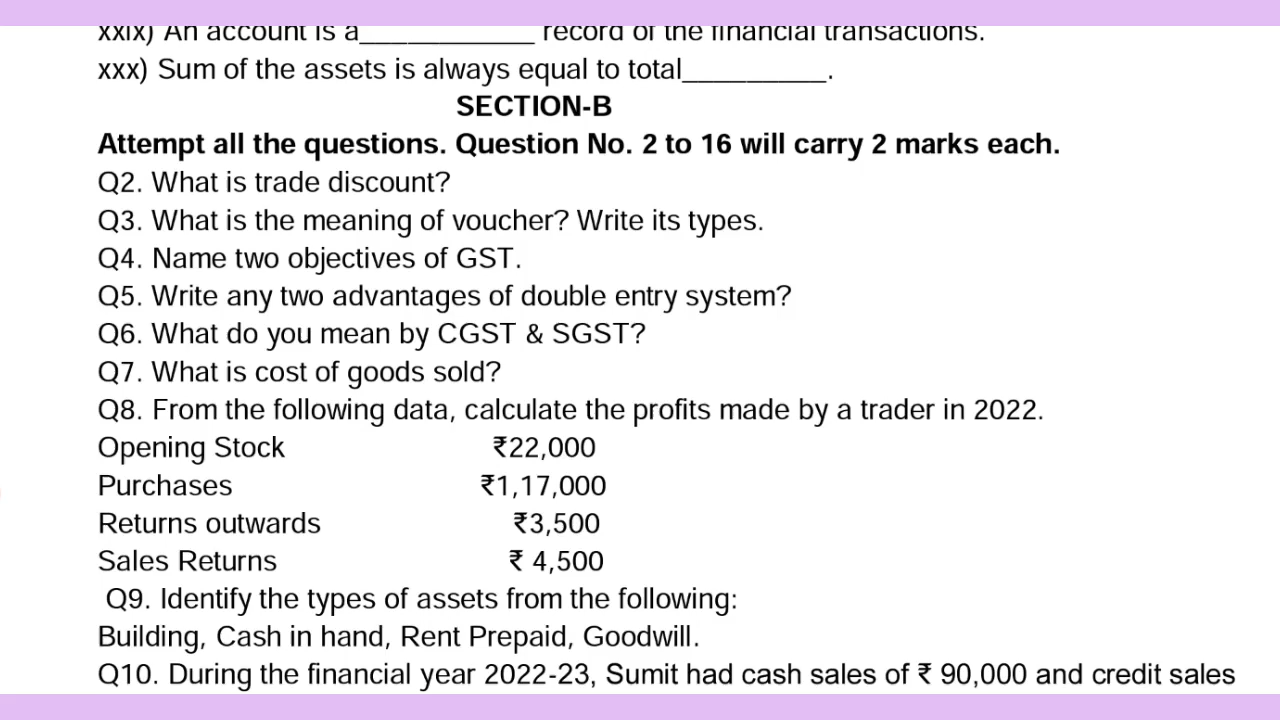 xxix) An account is a___________ record of the financial transactions.
xxx) Sum of the assets is always equal to total_________.
SECTION-B
Attempt all the questions. Question No. 2 to 16 will carry 2 marks each.
Q2. What is trade discount?
Q3. What is the meaning of voucher? Write its types.
Q4. Name two objectives of GST.
Q5. Write any two advantages of double entry system?
Q6. What do you mean by CGST & SGST?
Q7. What is cost of goods sold?
Q8. From the following data, calculate the profits made by a trader in 2022.
Opening Stock ₹22,000
Purchases ₹1,17,000
Returns outwards ₹3,500
Sales Returns ₹ 4,500
Q9. Identify the types of assets from the following:
Building, Cash in hand, Rent Prepaid, Goodwill.
Q10. During the financial year 2022-23, Sumit had cash sales of ₹ 90,000 and credit sales